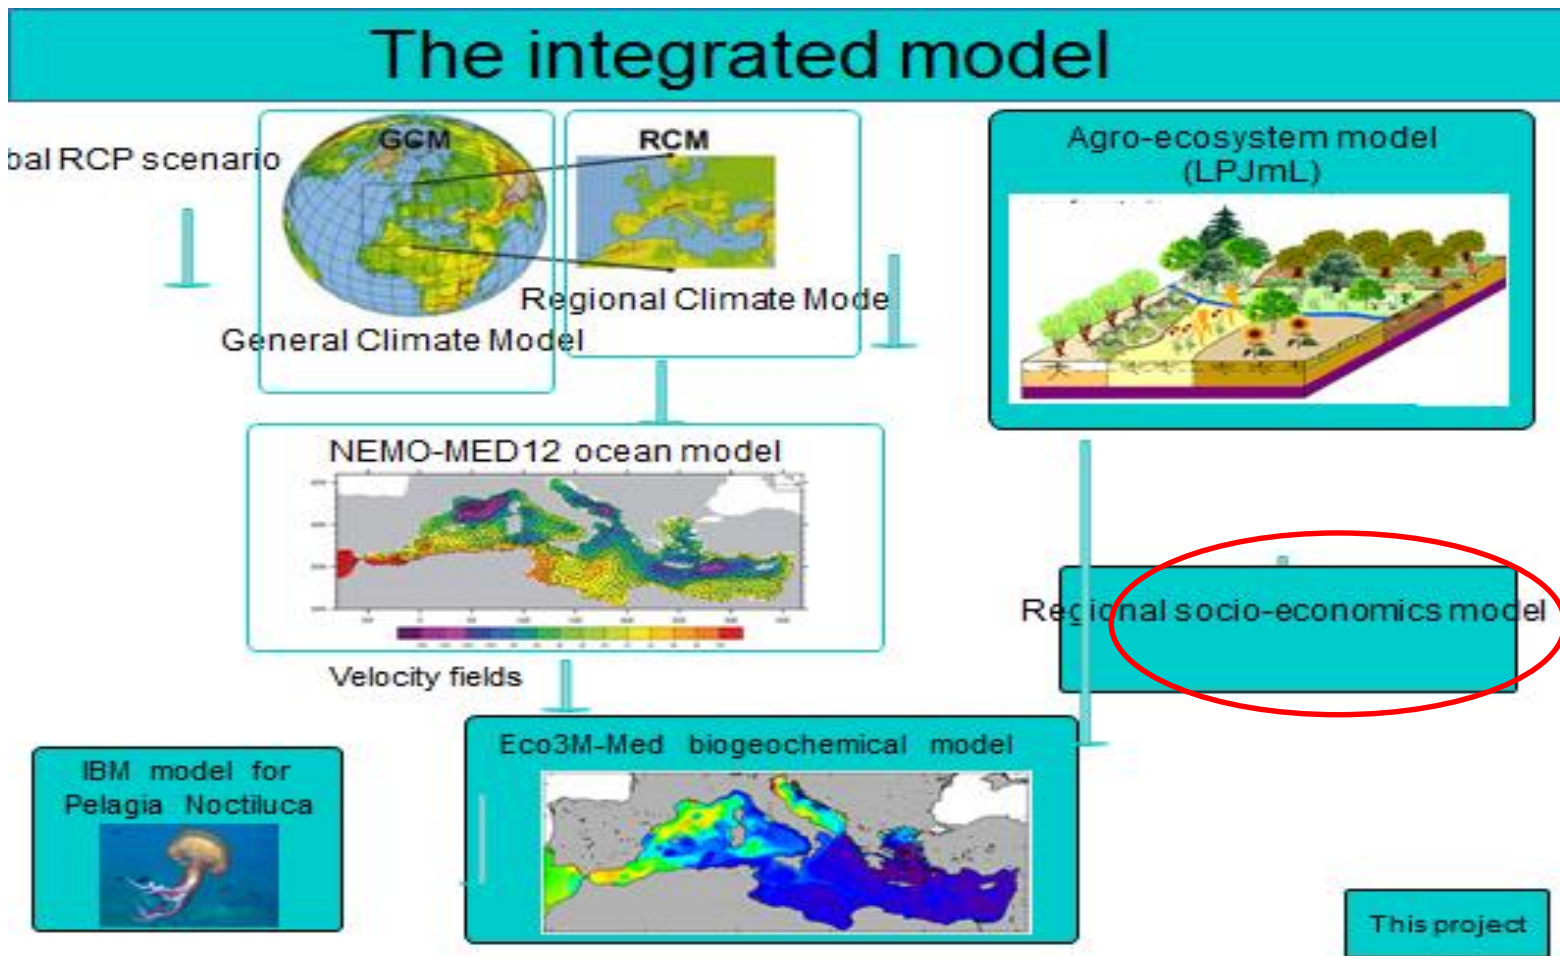 The integrated model
bal RCP scenario
GCM
RCM
General Climate Model
Regional Climate Model
Agro-ecosystem model
(LPJmL)
NEMO-MED12 ocean model
Velocity fields
Regional socio-economics model
Eco3M-Med biogeochemical model
IBM model for
Pelagia Noctiluca
This project